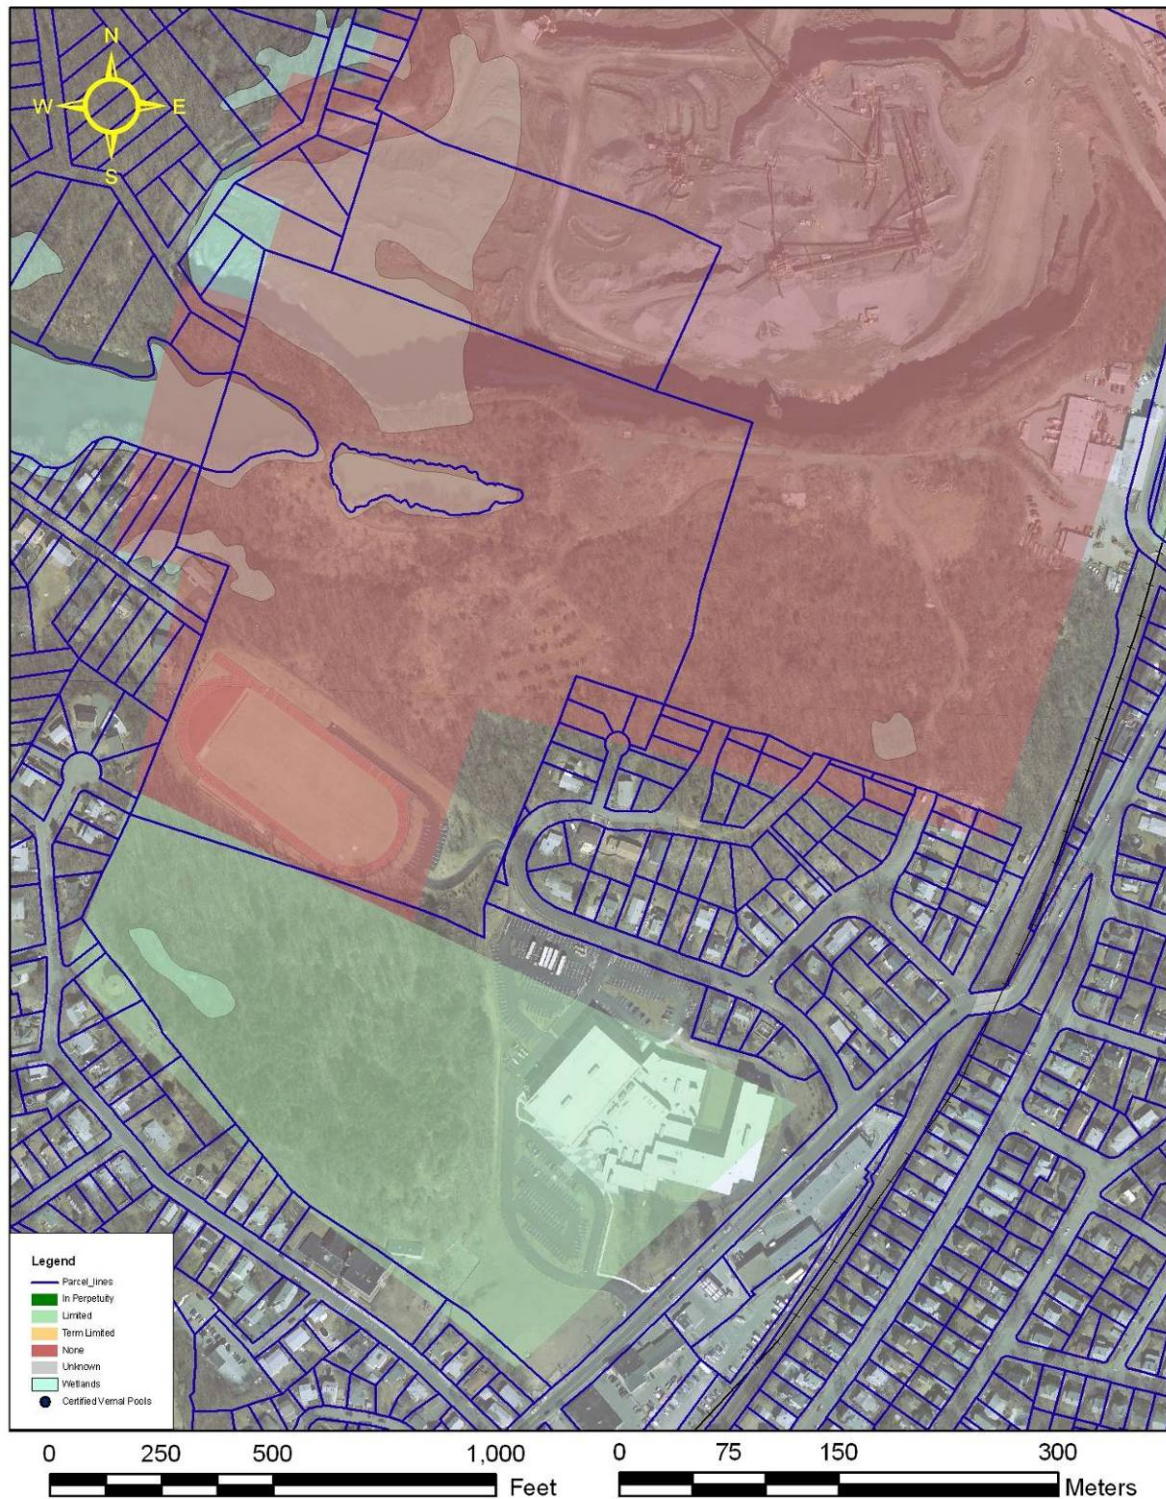 N
W E
S
Legend
Parcel_lines
In Perpetuity
Limited
Term Limited
None
Unknown
Wetlands
Certified Vernal Pools
0 250 500 1,000 Feet
0 75 150 300 Meters